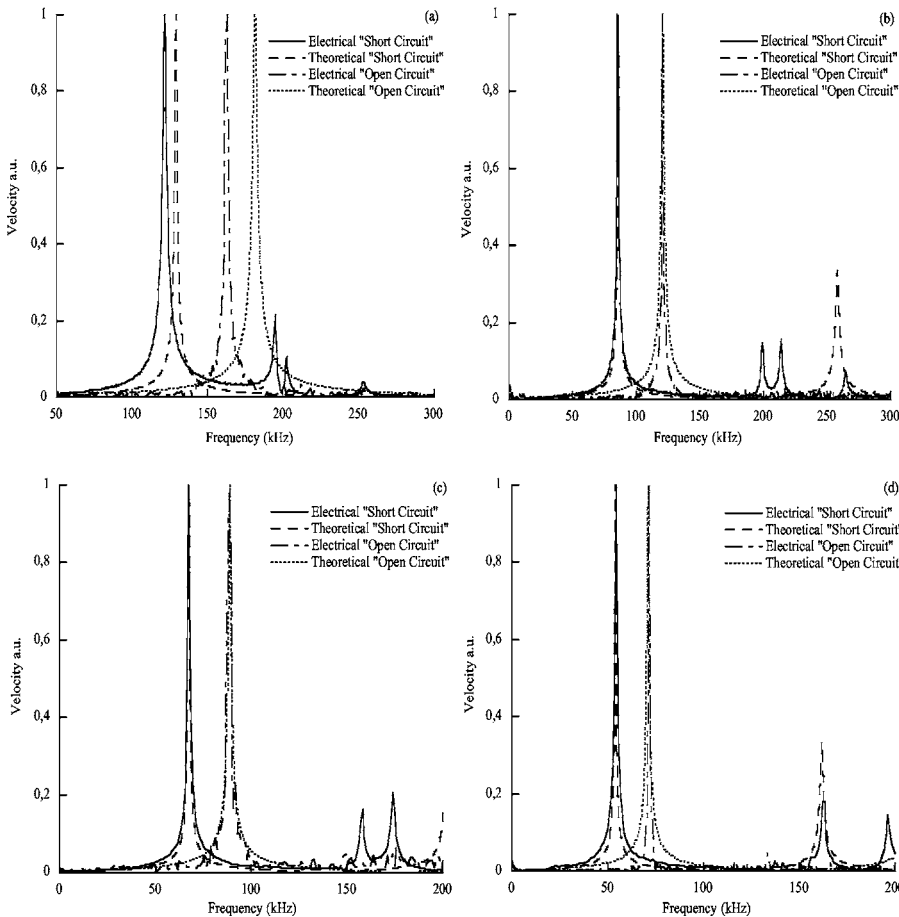 (a)
Electrical "Short Circuit"
Theoretical "Short Circuit"
Electrical "Open Circuit"
Theoretical "Open Circuit"
Velocity a.u.
1
0,8
0,6
0,4
0,2
0
50 100 150 200 250 300
Frequency (kHz)
(b)
Electrical "Short Circuit"
Theoretical "Short Circuit"
Electrical "Open Circuit"
Theoretical "Open Circuit"
Velocity a.u.
1
0,8
0,6
0,4
0,2
0
0 50 100 150 200 250 300
Frequency (kHz)
(c)
Electrical "Short Circuit"
Theoretical "Short Circuit"
Electrical "Open Circuit"
Theoretical "Open Circuit"
Velocity a.u.
1
0,8
0,6
0,4
0,2
0
0 50 100 150 200
Frequency (kHz)
(d)
Electrical "Short Circuit"
Theoretical "Short Circuit
Electrical "Open Circuit"
Theoretical "Open Circuit
Velocity a.u.
1
0,8
0,6
0,4
0,2
0
0 50 100 150 200
Frequency (kHz)